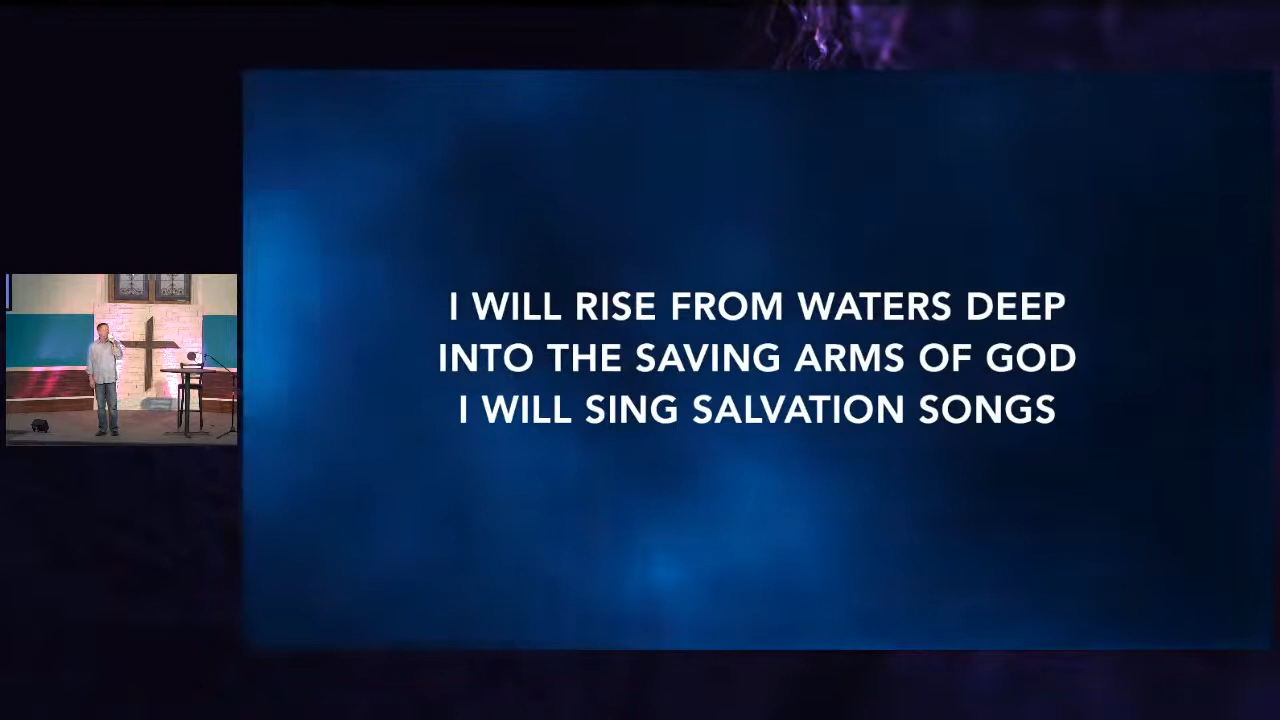 I WILL RISE FROM WATERS DEEP
INTO THE SAVING ARMS OF GOD
I WILL SING SALVATION SONGS